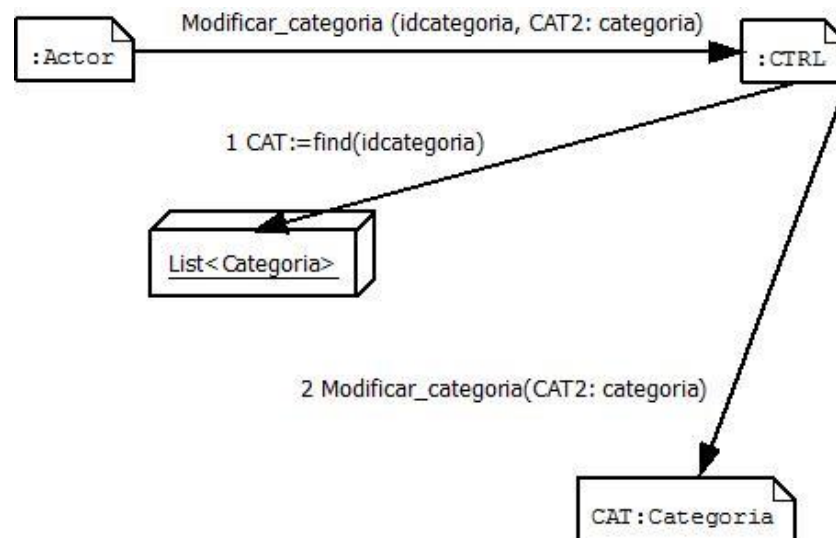 Modificar_categoria (idcategoria, CAT2: categoria)
:Actor
:CTRL
1 CAT:=find(idcategoria)
List<Categoria>
2 Modificar_categoria(CAT2: categoria)
CAT:Categoria